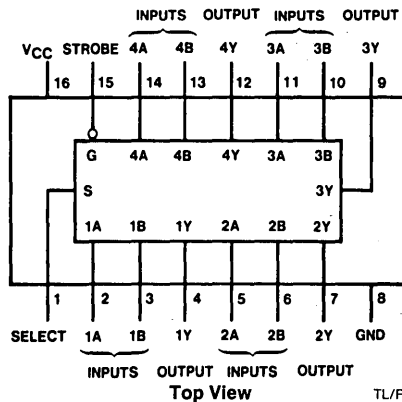 INPUTS OUTPUT INPUTS OUTPUT
VCC STROBE 4A 4B 4Y 3A 3B 3Y
16 15 14 13 12 11 10 9
G 4A 4B 4Y 3A 3B
S 3Y
1A 1B 1Y 2A 2B 2Y
1 2 3 4 5 6 7 8
SELECT 1A 1B 1Y 2A 2B 2Y GND
INPUTS OUTPUT INPUTS OUTPUT
Top View TL/F